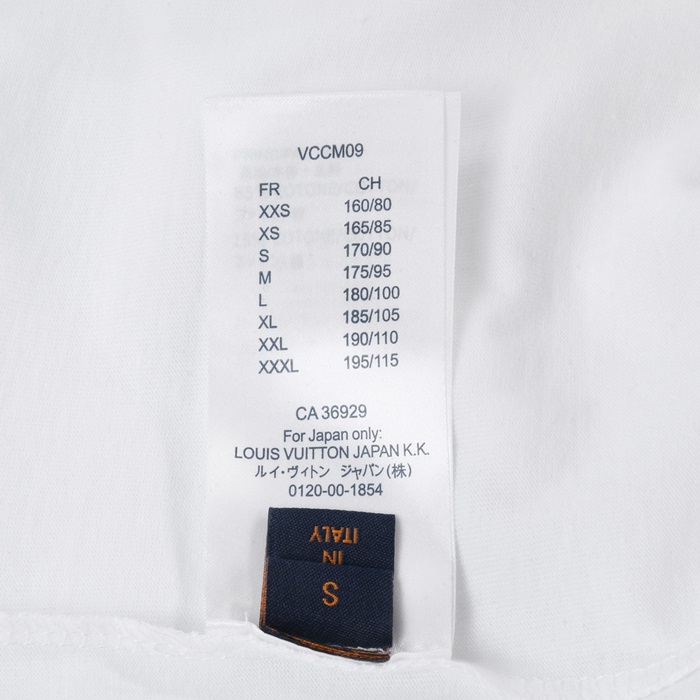 VCCM09
FR CH
XXS 160/80
XS 165/85
S 170/90
M 175/95
L 180/100
XL 185/105
XXL 190/110
XXXL 195/115
CA 36929
For Japan only:
LOUIS VUITTON JAPAN K.K.
ルイ・ヴィトン ジャパン(株)
0120-00-1854
IN
ITALY
S